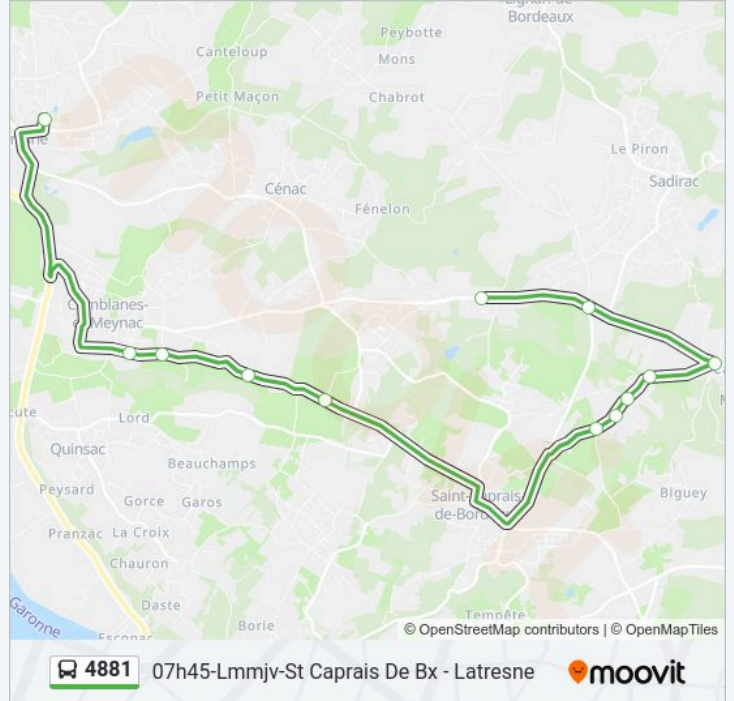 Lignan-de-
Bordeaux
Peybotte
Canteloup
Mons
Petit Maçon
Chabrot
Le Piron
Cénac
Sadirac
Fénelon
Meynac
Lord
Quinsac
Beauchamps
Peysard
Gorce
Garos
Biguey
Pranzac
La Croix
Chauron
Daste
Tempête
Borie
Garonne
© OpenStreetMap contributors | © OpenMapTiles
4881
07h45-Lmmjv-St Caprais De Bx - Latresne
moovit